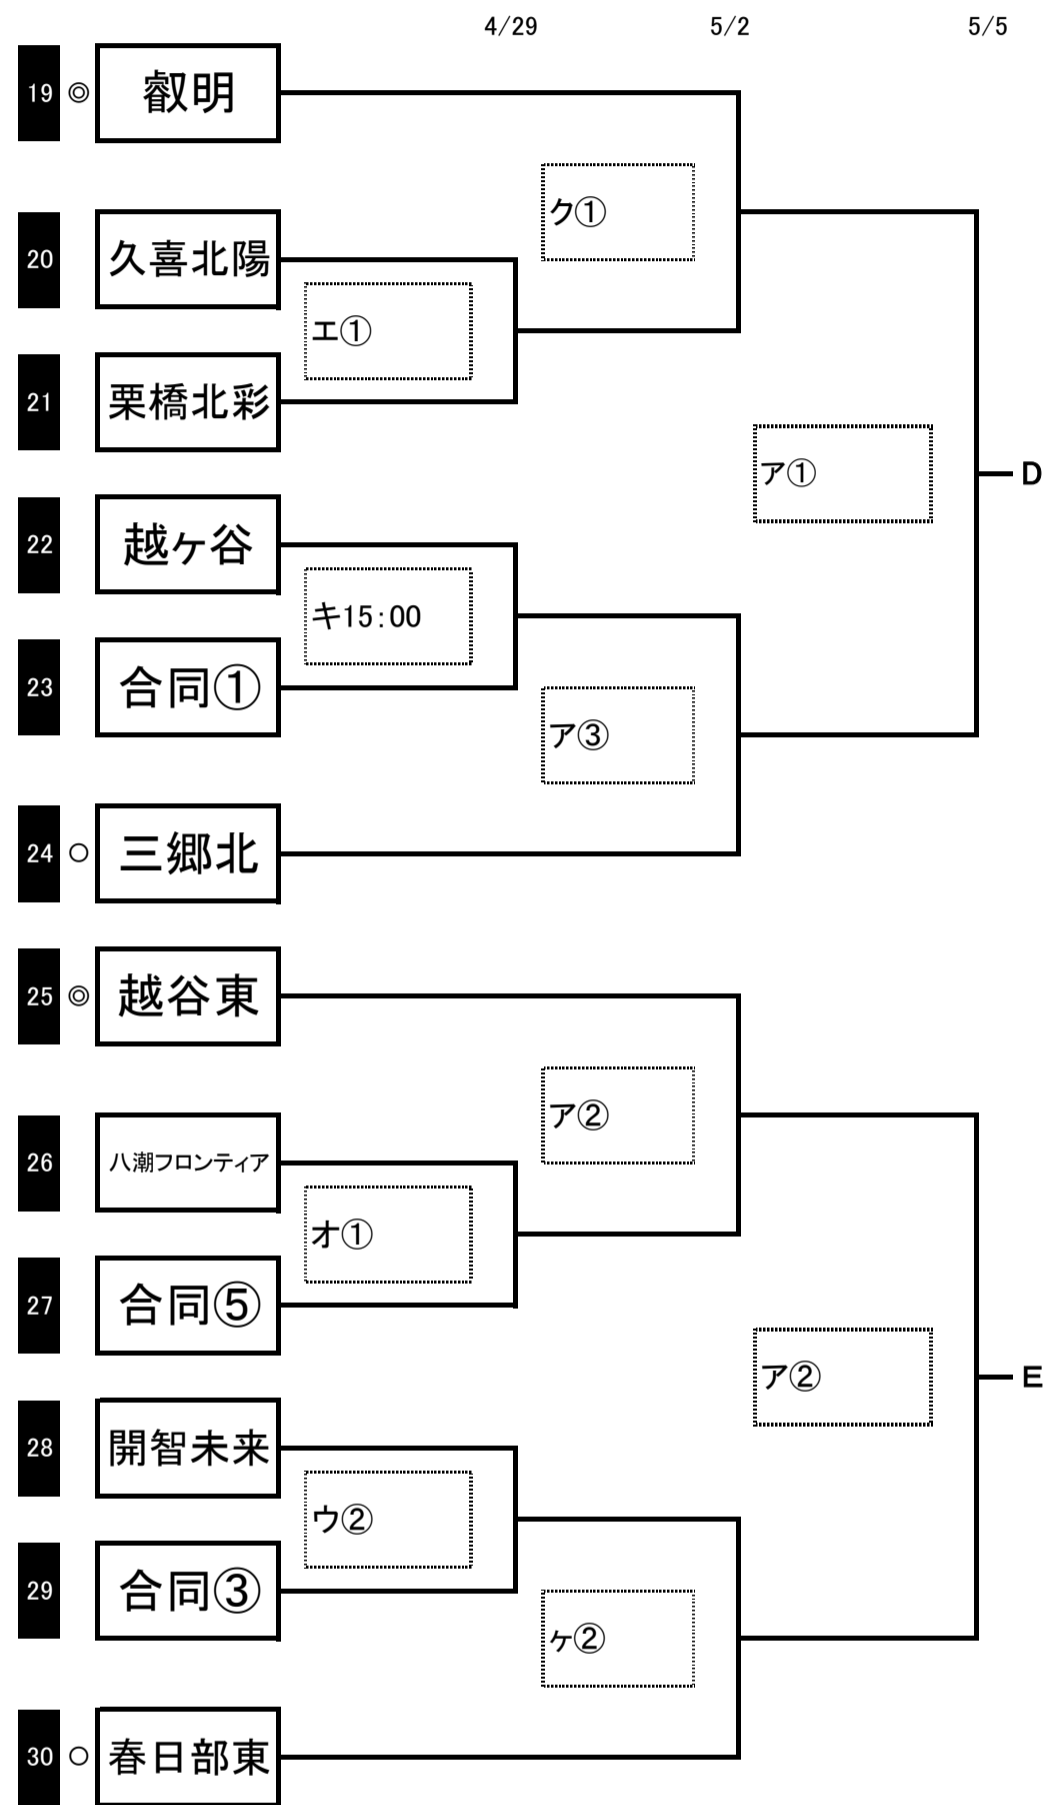 4/29 5/2 5/5
19 ◎ 叡明
ク①
20 久喜北陽
エ①
21 栗橋北彩
ア① D
22 越ヶ谷
キ15:00
23 合同①
ア③
24 ○ 三郷北
25 ◎ 越谷東
ア②
26 八潮フロンティア
オ①
27 合同⑤
ア② E
28 開智未来
ウ②
29 合同③
ヶ②
30 ○ 春日部東